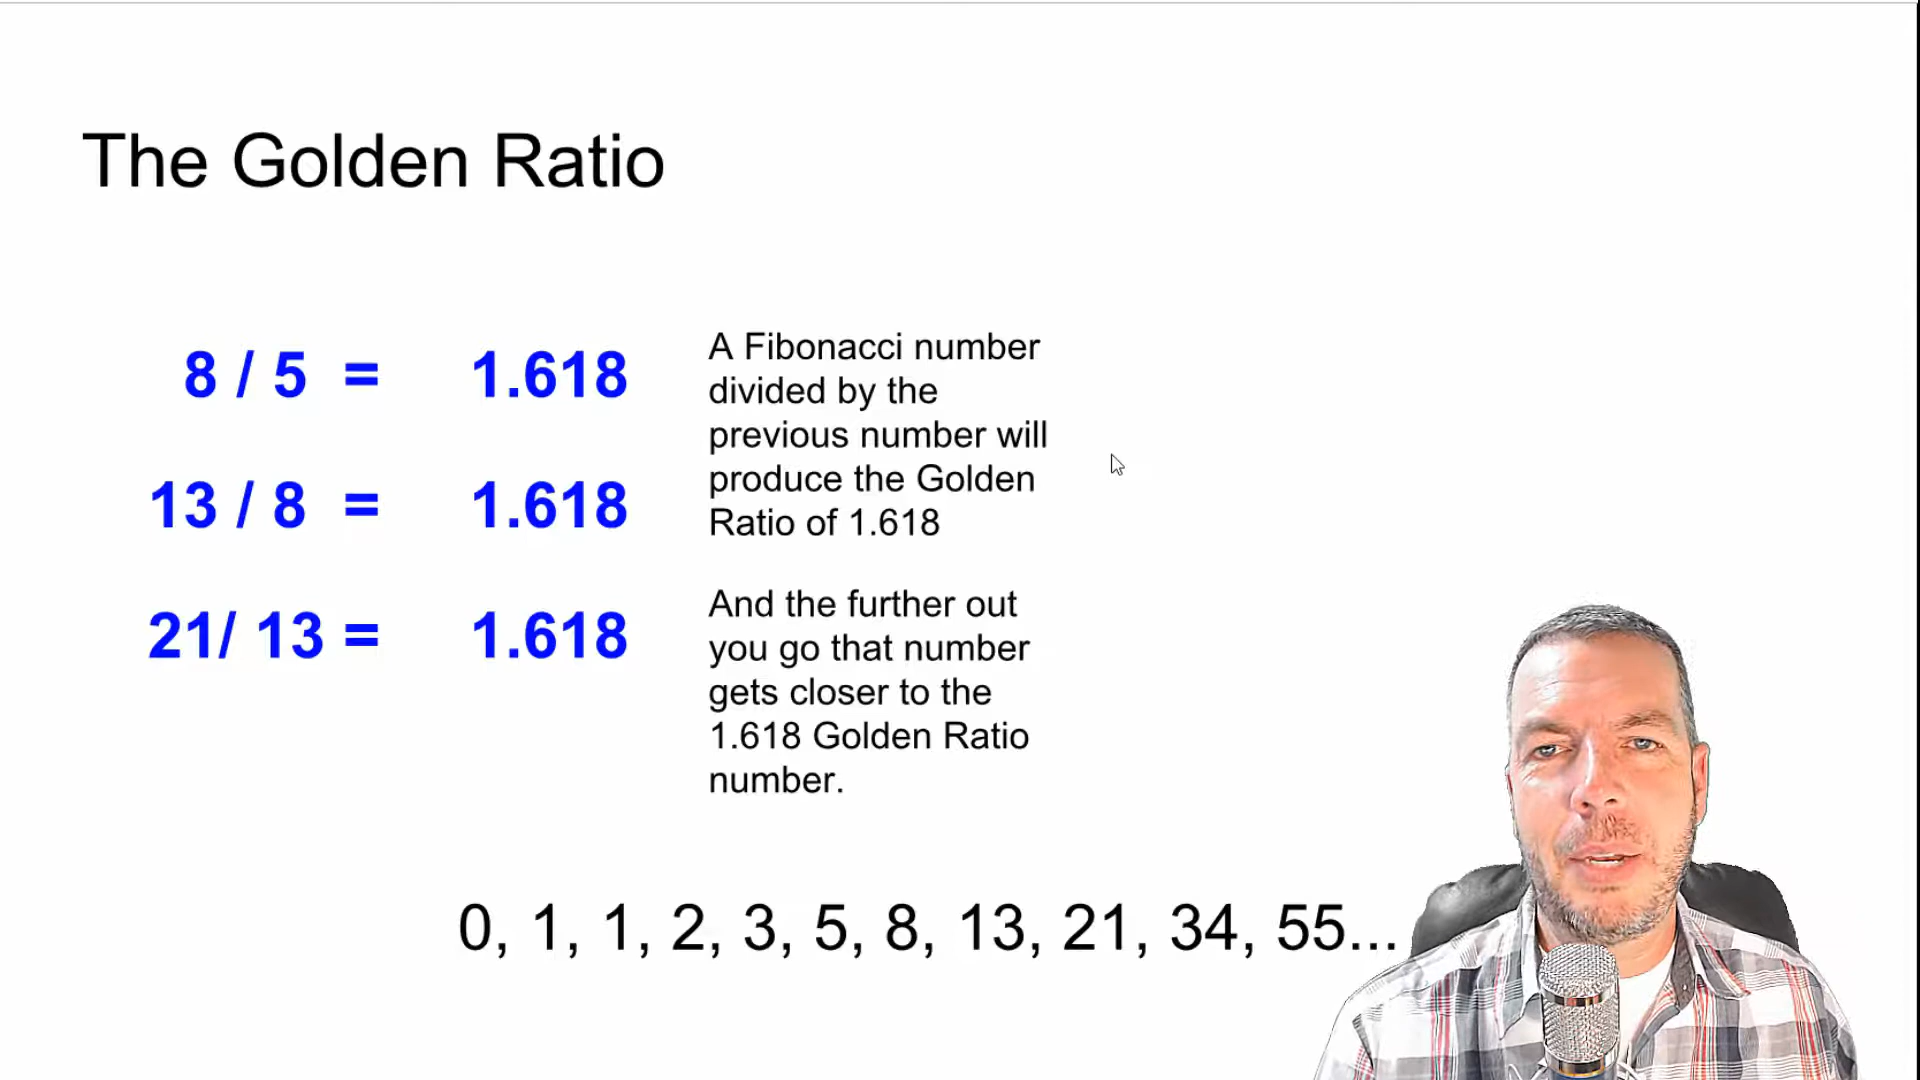 The Golden Ratio
8 / 5 = 1.618
13 / 8 = 1.618
21/ 13 = 1.618
A Fibonacci number
divided by the
previous number will
produce the Golden
Ratio of 1.618
And the further out
you go that number
gets closer to the
1.618 Golden Ratio
number.
0, 1, 1, 2, 3, 5, 8, 13, 21, 34, 55...